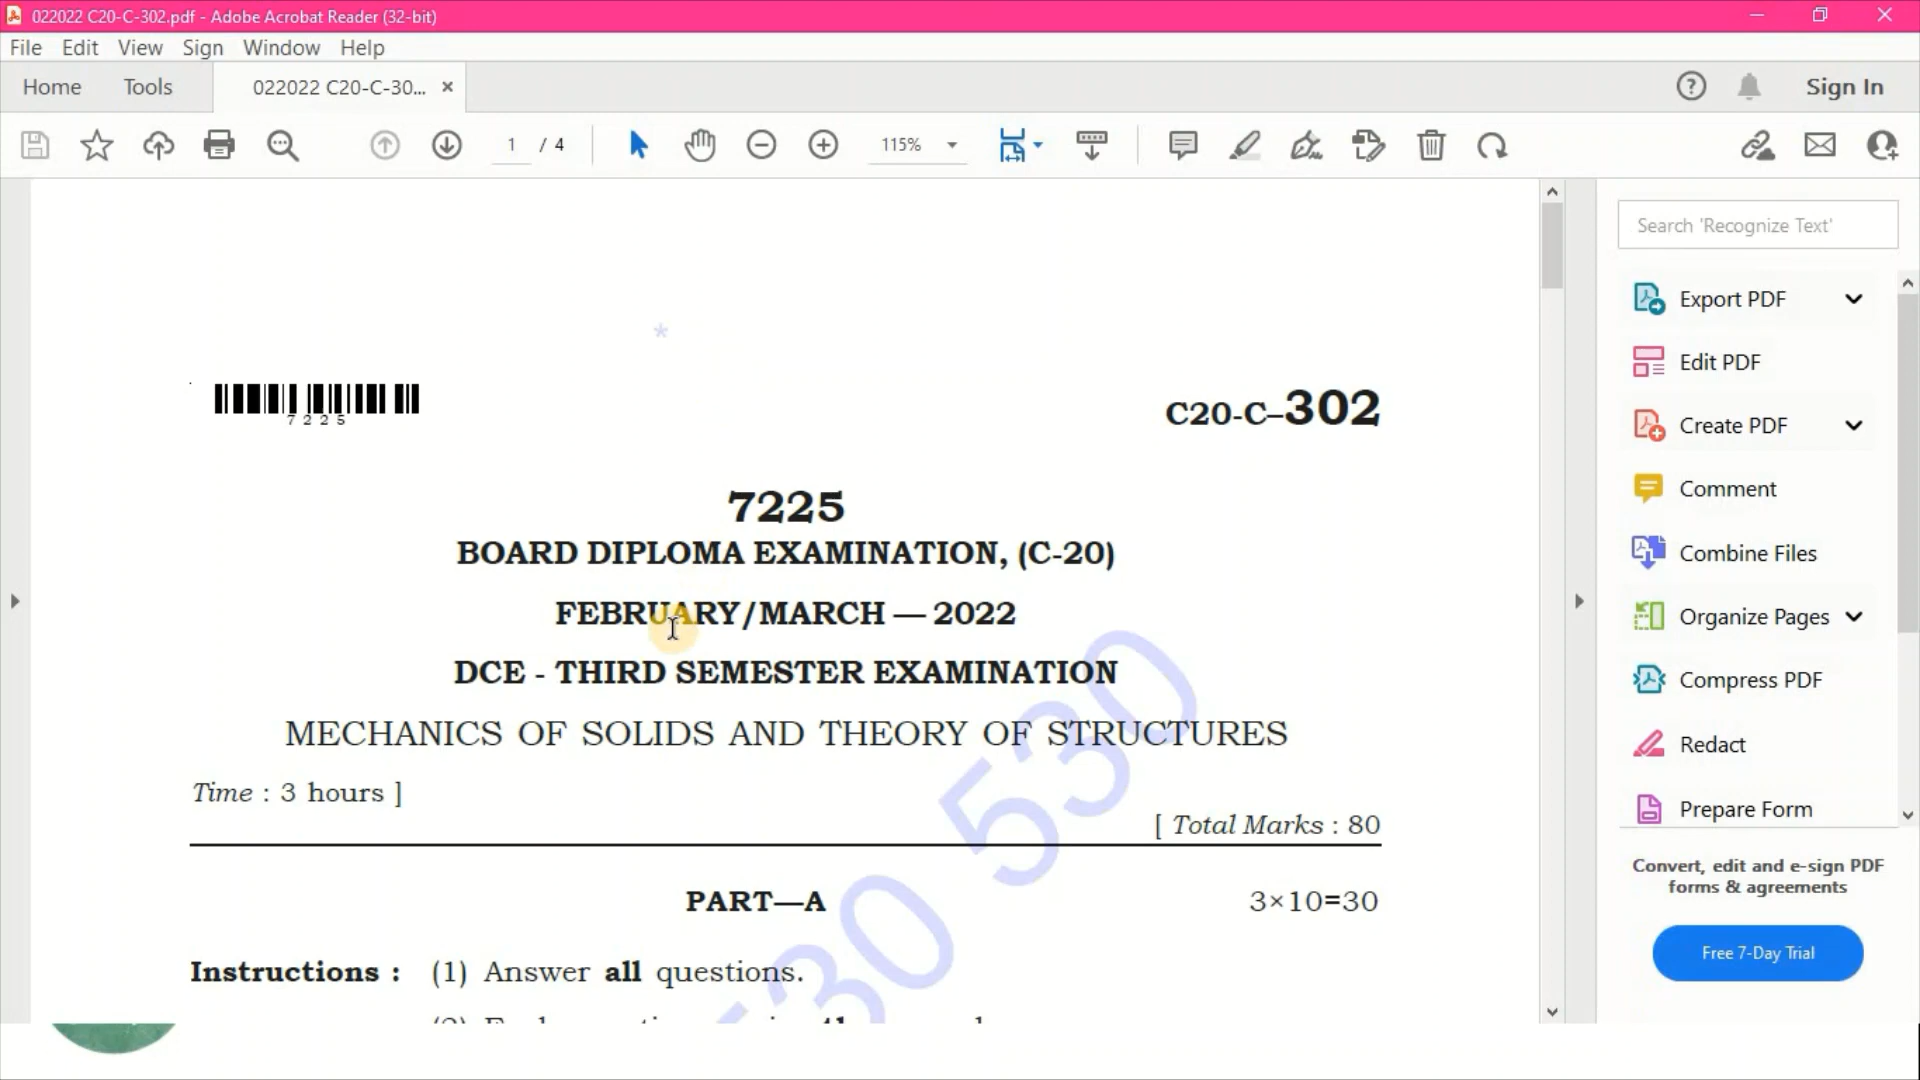 022022 C20-C-302.pdf - Adobe Acrobat Reader (32-bit)
File Edit View Sign Window Help
Home Tools 022022 C20-C-30... × Sign In
1 / 4 115%
Search 'Recognize Text'
Export PDF
Edit PDF
Create PDF
Comment
Combine Files
Organize Pages
Compress PDF
Redact
Prepare Form
Convert, edit and e-sign PDF
forms & agreements
Free 7-Day Trial
*
7225
C20-C–302
7225
BOARD DIPLOMA EXAMINATION, (C-20)
FEBRUARY/MARCH — 2022
DCE - THIRD SEMESTER EXAMINATION
MECHANICS OF SOLIDS AND THEORY OF STRUCTURES
Time : 3 hours ]
[ Total Marks : 80
PART—A 3×10=30
Instructions : (1) Answer all questions.
530 530